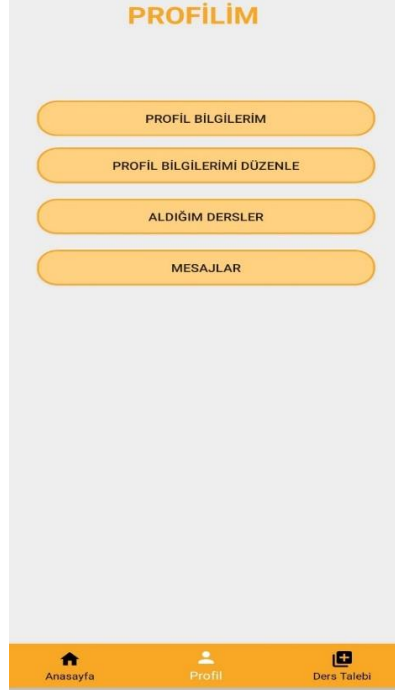 PROFİLİM
PROFİL BİLGİLERİM
PROFİL BİLGİLERİMİ DÜZENLE
ALDIĞIM DERSLER
MESAJLAR
Anasayfa
Profil
Ders Talebi